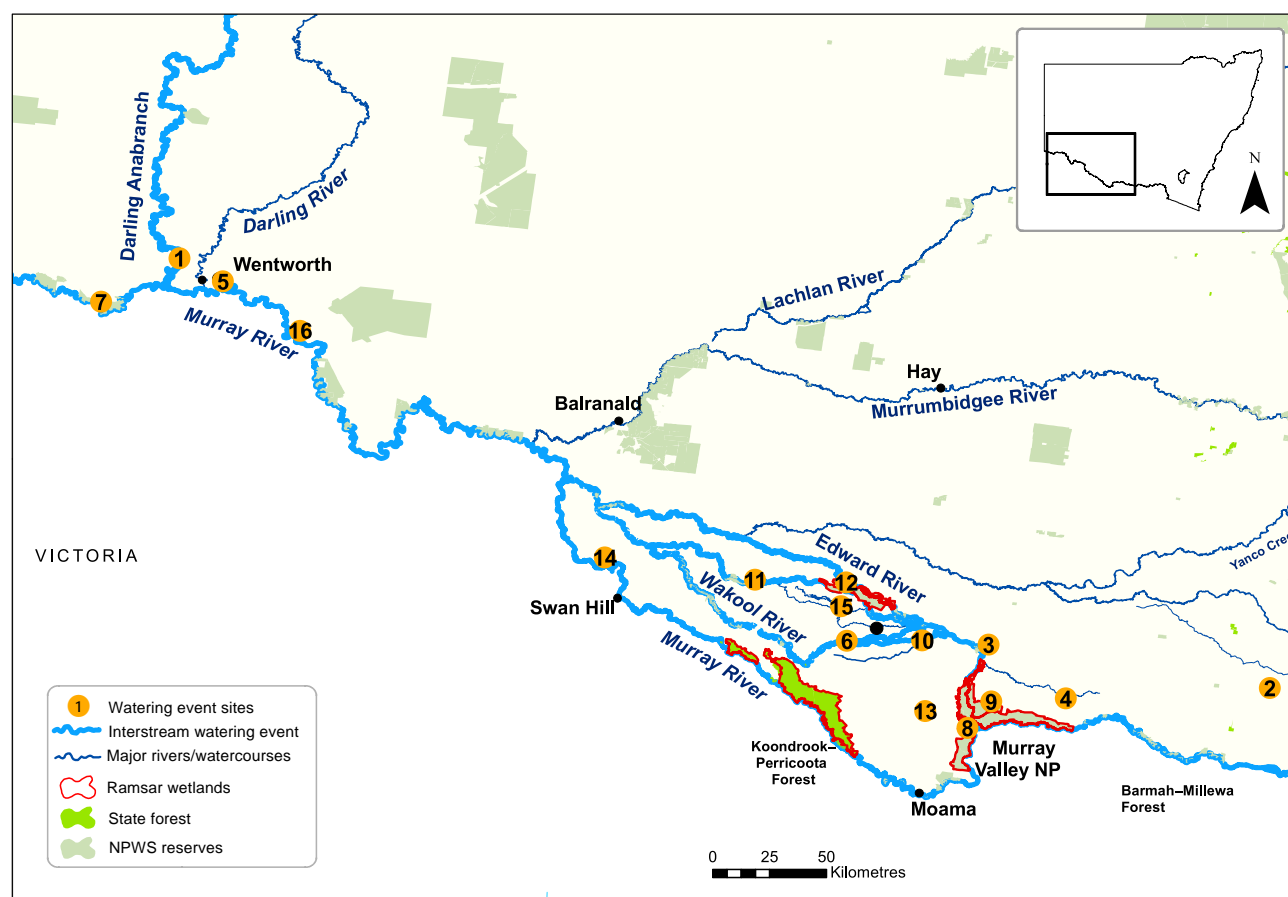 N
Darling Anabranch
Darling River
1
Wentworth
5
7
Murray River
16
Lachlan River
Hay
Murrumbidgee River
Balranald
VICTORIA
Yanco Cree
14
Swan Hill
11
Wakool River
12
Edward River
15
6
10
3
Murray River
2
4
9
13
8
Koondrook–
Perricoota
Forest
Murray
Valley NP
Barmah–Millewa
Forest
Moama
1
Watering event sites
Interstream watering event
Major rivers/watercourses
Ramsar wetlands
State forest
NPWS reserves
0 25 50
Kilometres